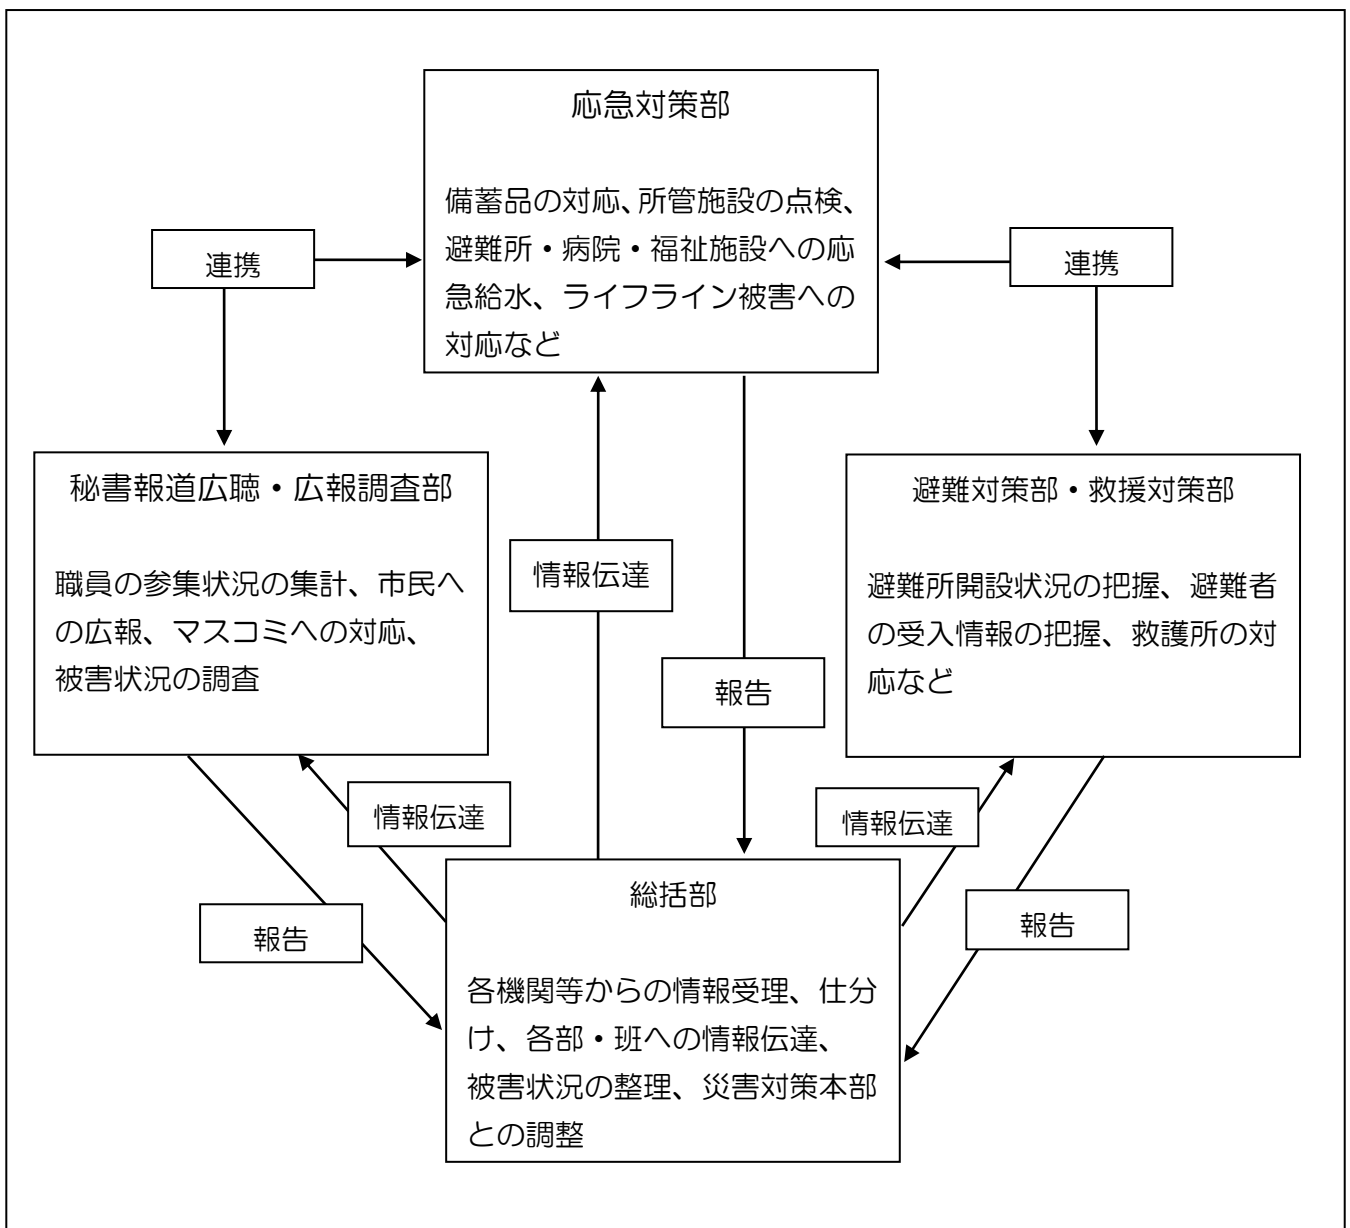 応急対策部
備蓄品の対応、所管施設の点検、
避難所・病院・福祉施設への応
急給水、ライフライン被害への
対応など
連携
連携
秘書報道広聴・広報調査部
職員の参集状況の集計、市民へ
の広報、マスコミへの対応、
被害状況の調査
避難対策部・救援対策部
避難所開設状況の把握、避難者
の受入情報の把握、救護所の対
応など
情報伝達
報告
情報伝達
情報伝達
報告
報告
総括部
各機関等からの情報受理、仕分
け、各部・班への情報伝達、
被害状況の整理、災害対策本部
との調整